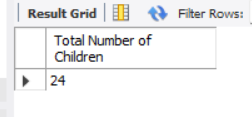 Result Grid Filter Rows:
Total Number of
Children
24